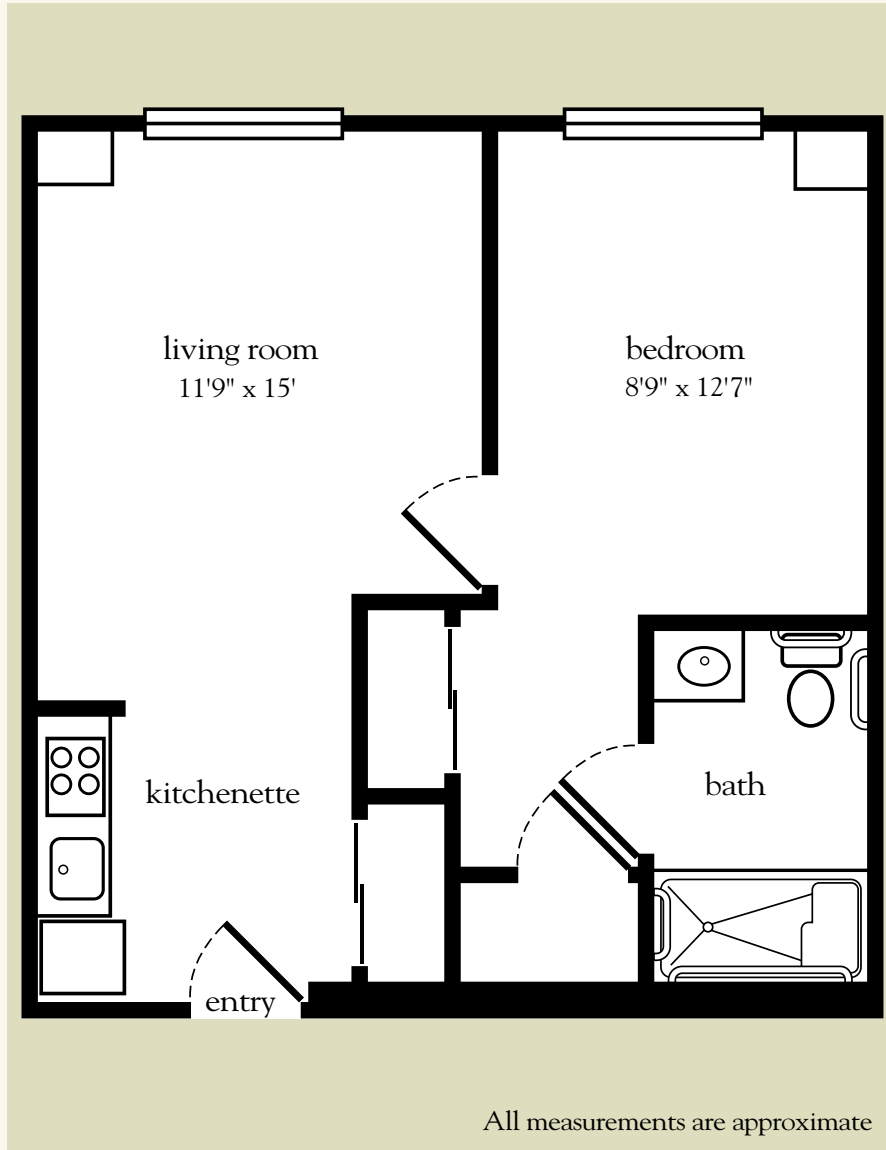 living room
11'9" x 15'
bedroom
8'9" x 12'7"
kitchenette
bath
entry
All measurements are approximate